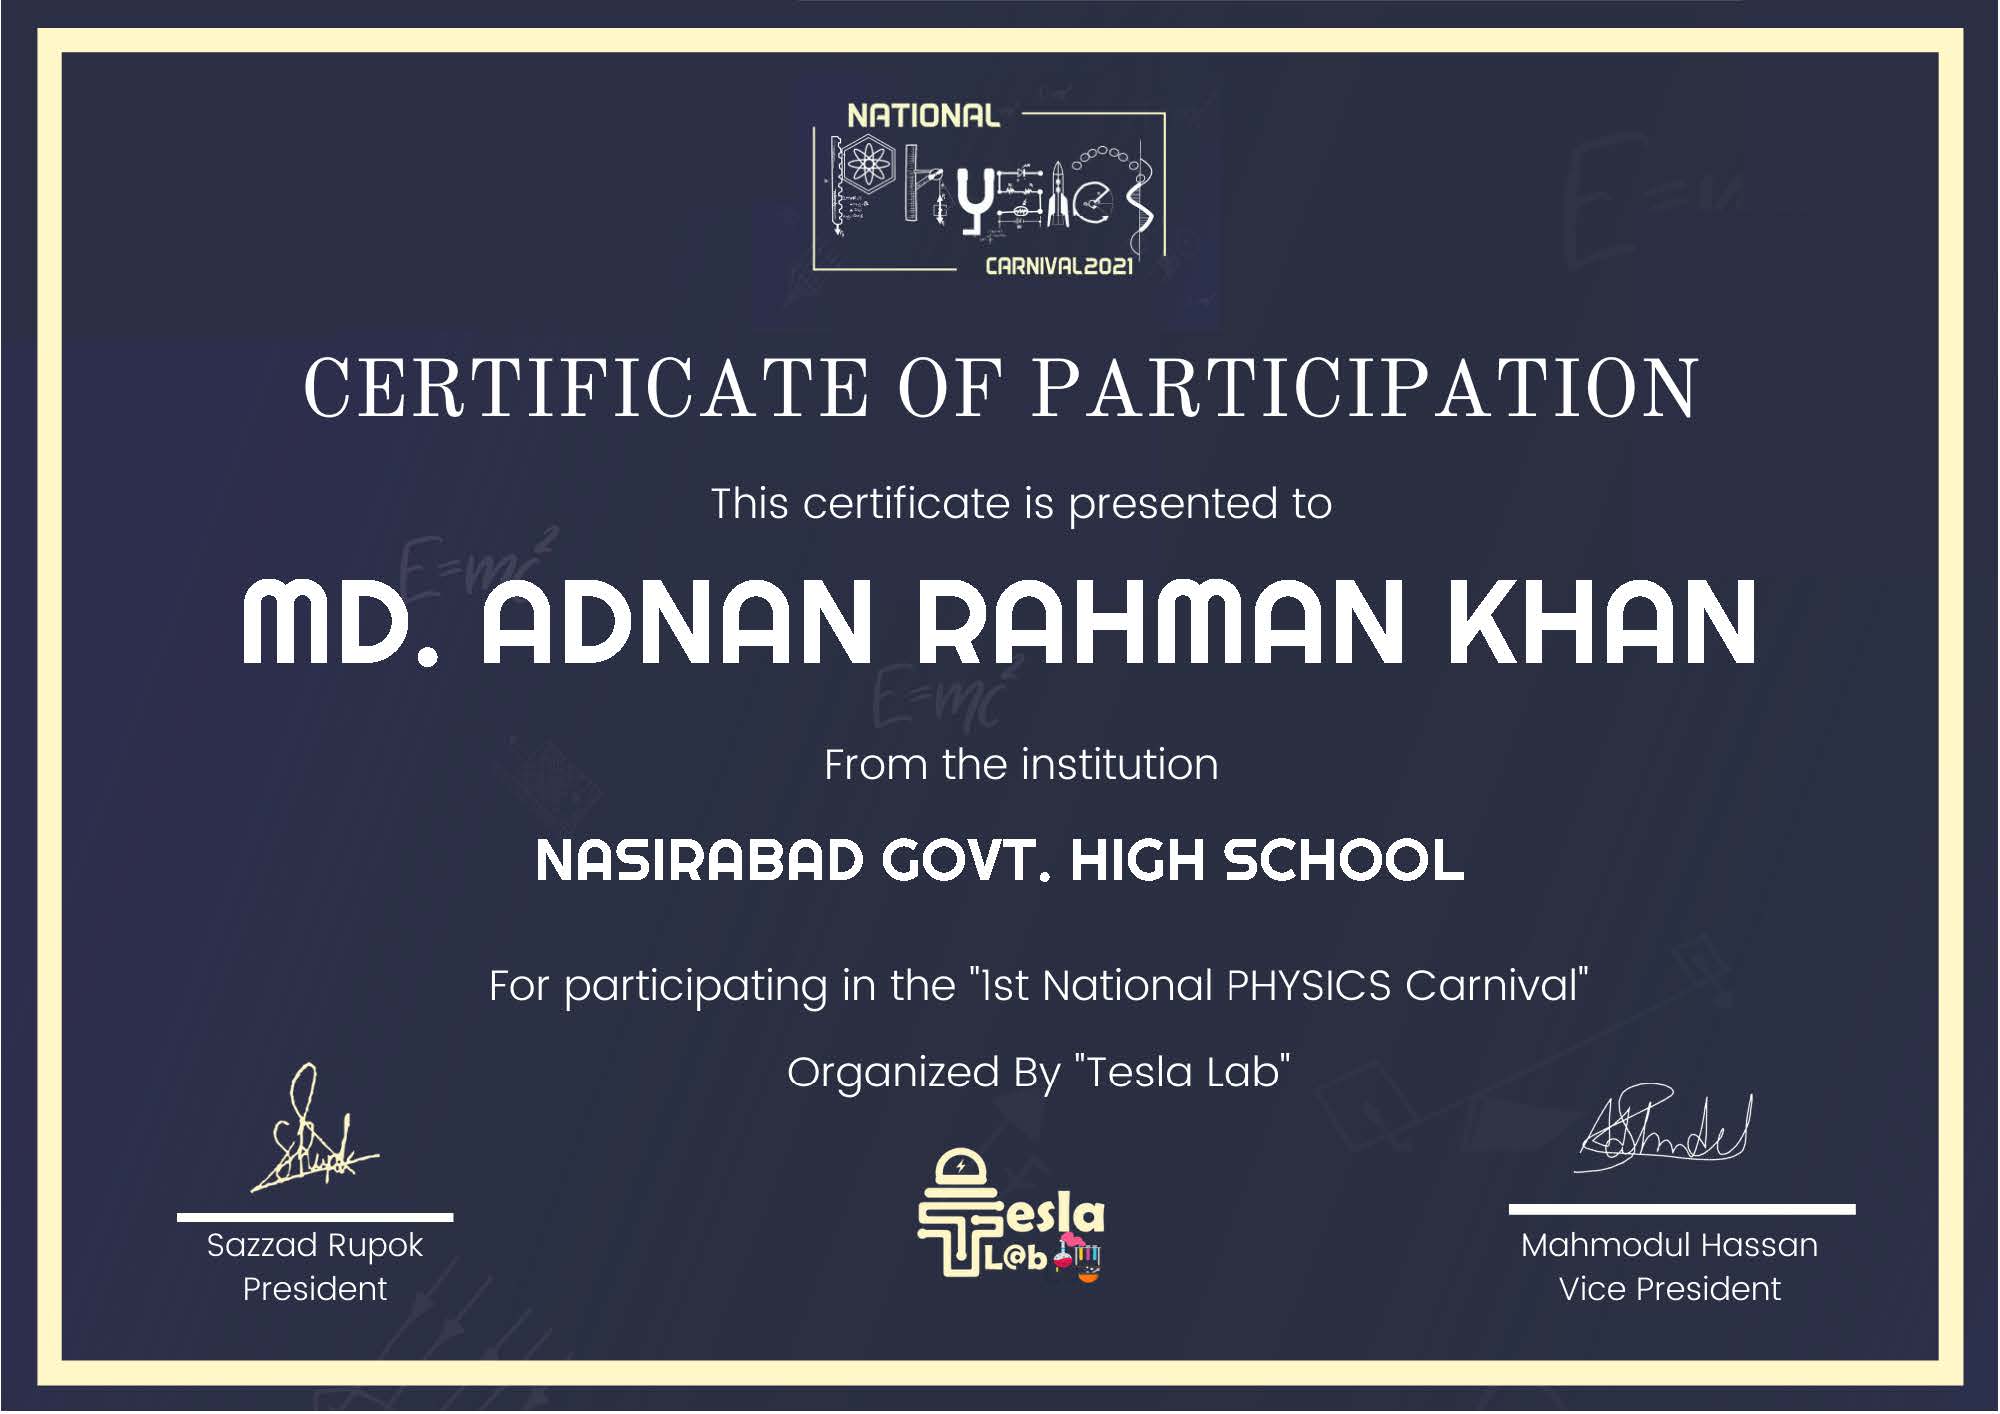 NATIONAL
Physics
CARNIVAL2021
CERTIFICATE OF PARTICIPATION
This certificate is presented to
E=mc²
MD. ADNAN RAHMAN KHAN
E=mc²
From the institution
NASIRABAD GOVT. HIGH SCHOOL
For participating in the "1st National PHYSICS Carnival"
Organized By "Tesla Lab"
Tesla
L@b
Sazzad Rupok
President
Mahmodul Hassan
Vice President